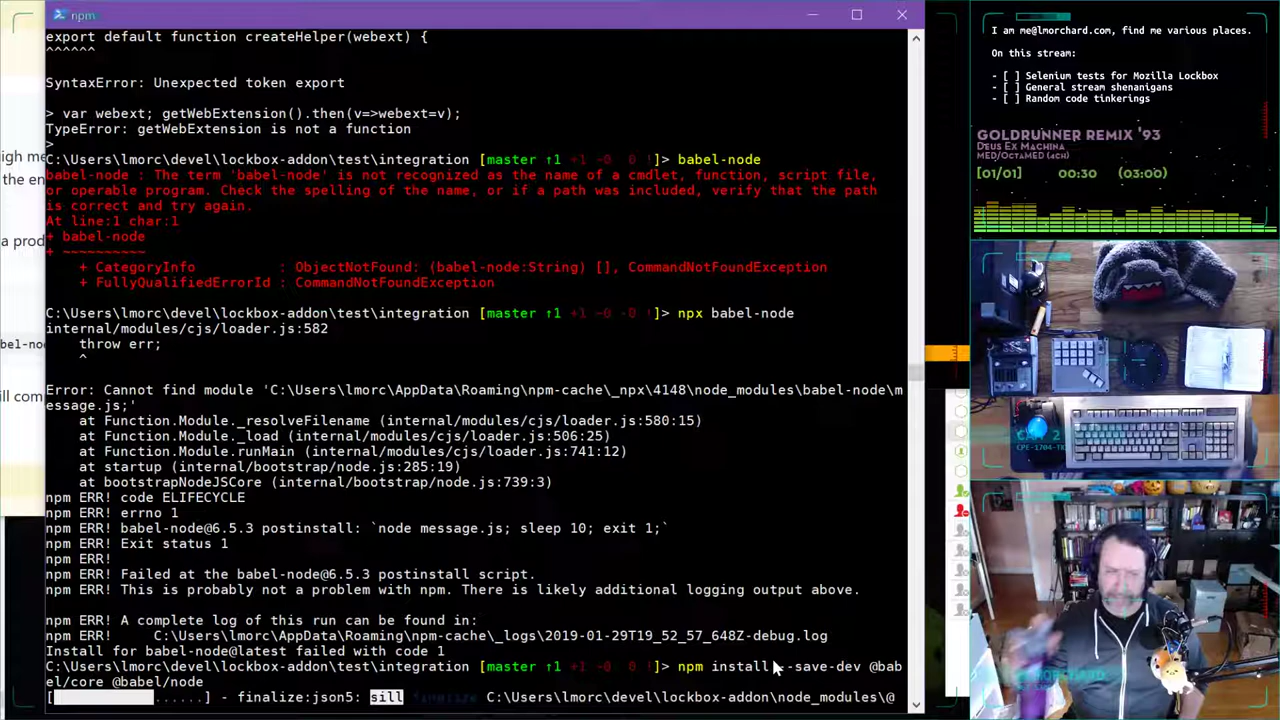 npm
export default function createHelper(webext) {
^^^^^^
SyntaxError: Unexpected token export
> var webext; getWebExtension().then(v=>webext=v);
TypeError: getWebExtension is not a function
>
C:\Users\lmorc\devel\lockbox-addon\test\integration [master ↑1 +1 ~0 -0 !]> babel-node
babel-node : The term 'babel-node' is not recognized as the name of a cmdlet, function, script file,
or operable program. Check the spelling of the name, or if a path was included, verify that the path
is correct and try again.
At line:1 char:1
+ babel-node
+ ~~~~~~~~~~
+ CategoryInfo : ObjectNotFound: (babel-node:String) [], CommandNotFoundException
+ FullyQualifiedErrorId : CommandNotFoundException
C:\Users\lmorc\devel\lockbox-addon\test\integration [master ↑1 +1 ~0 -0 !]> npx babel-node
internal/modules/cjs/loader.js:582
throw err;
^
Error: Cannot find module 'C:\Users\lmorc\AppData\Roaming\npm-cache\_npx\4148\node_modules\babel-node\m
essage.js;'
at Function.Module._resolveFilename (internal/modules/cjs/loader.js:580:15)
at Function.Module._load (internal/modules/cjs/loader.js:506:25)
at Function.Module.runMain (internal/modules/cjs/loader.js:741:12)
at startup (internal/bootstrap/node.js:285:19)
at bootstrapNodeJSCore (internal/bootstrap/node.js:739:3)
npm ERR! code ELIFECYCLE
npm ERR! errno 1
npm ERR! babel-node@6.5.3 postinstall: `node message.js; sleep 10; exit 1;`
npm ERR! Exit status 1
npm ERR!
npm ERR! Failed at the babel-node@6.5.3 postinstall script.
npm ERR! This is probably not a problem with npm. There is likely additional logging output above.
npm ERR! A complete log of this run can be found in:
npm ERR! C:\Users\lmorc\AppData\Roaming\npm-cache\_logs\2019-01-29T19_52_57_648Z-debug.log
Install for babel-node@latest failed with code 1
C:\Users\lmorc\devel\lockbox-addon\test\integration [master ↑1 +1 ~0 -0 !]> npm install --save-dev @bab
el/core @babel/node
[ ......] - finalize:json5: sill finalize C:\Users\lmorc\devel\lockbox-addon\node_modules\@
I am me@lmorchard.com, find me various places.
On this stream:
- [ ] Selenium tests for Mozilla Lockbox
- [ ] General stream shenanigans
- [ ] Random code tinkerings
GOLDRUNNER REMIX '93
DEUS EX MACHINA
MED/OCTAMED (4CH)
[01/01] 00:30 (03:00)